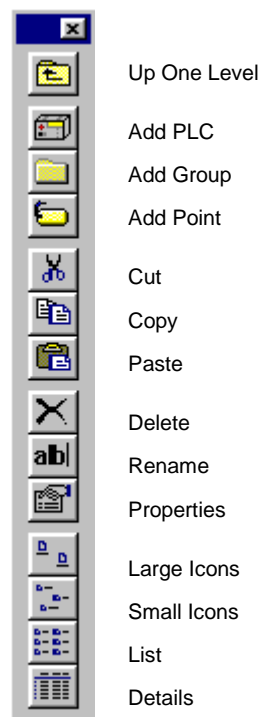 Up One Level
Add PLC
Add Group
Add Point
Cut
Copy
Paste
Delete
ab
Rename
Properties
Large Icons
Small Icons
List
Details